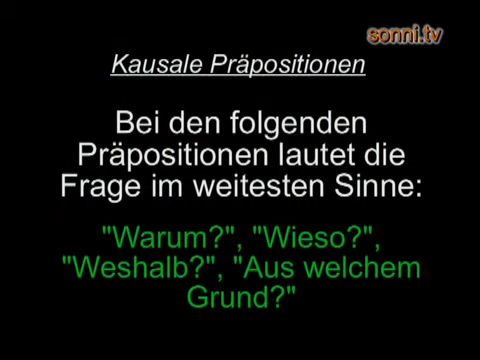 sonni.tv
Kausale Präpositionen
Bei den folgenden
Präpositionen lautet die
Frage im weitesten Sinne:
"Warum?", "Wieso?",
"Weshalb?", "Aus welchem
Grund?"